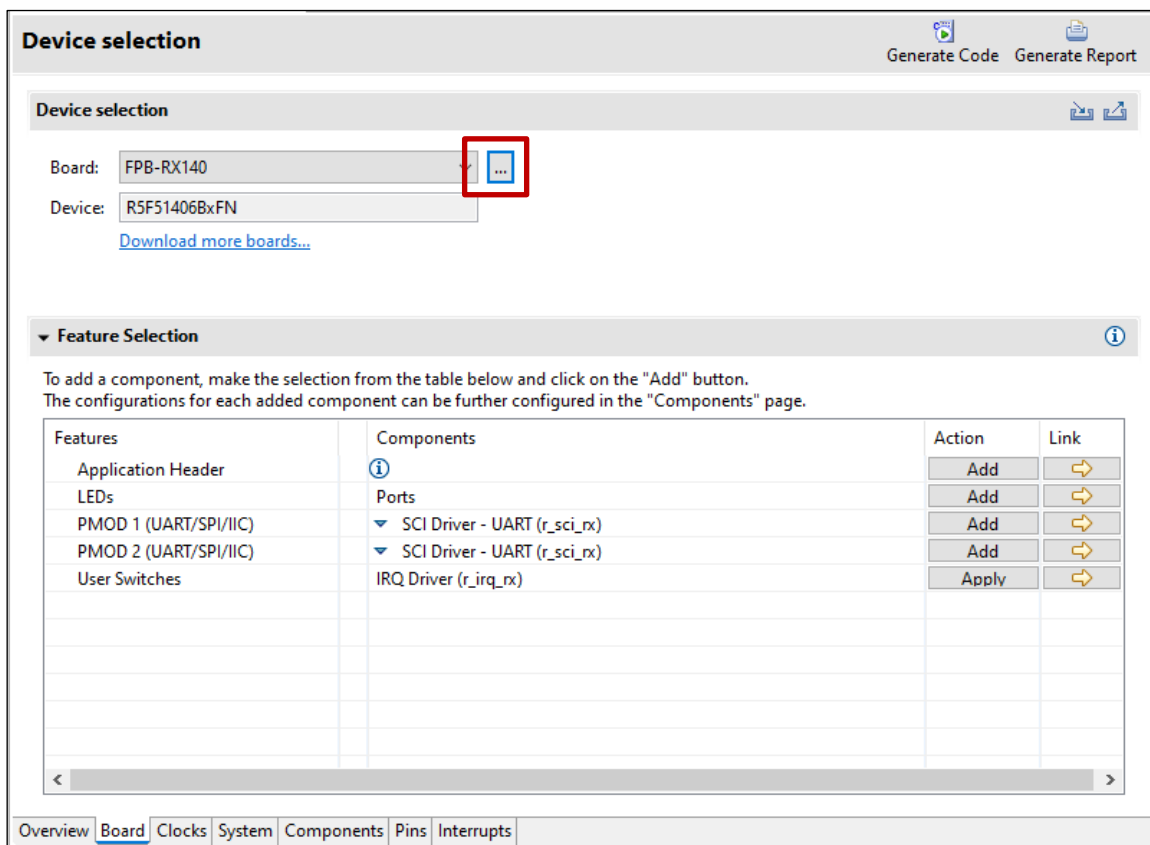 Device selection
Generate Code Generate Report
Device selection
Board: FPB-RX140 ...
Device: R5F51406BxFN
Download more boards...
Feature Selection
To add a component, make the selection from the table below and click on the "Add" button.
The configurations for each added component can be further configured in the "Components" page.
Features Components Action Link
Application Header Add
LEDs Ports Add
PMOD 1 (UART/SPI/IIC) SCI Driver - UART (r_sci_rx) Add
PMOD 2 (UART/SPI/IIC) SCI Driver - UART (r_sci_rx) Add
User Switches IRQ Driver (r_irq_rx) Apply
Overview Board Clocks System Components Pins Interrupts